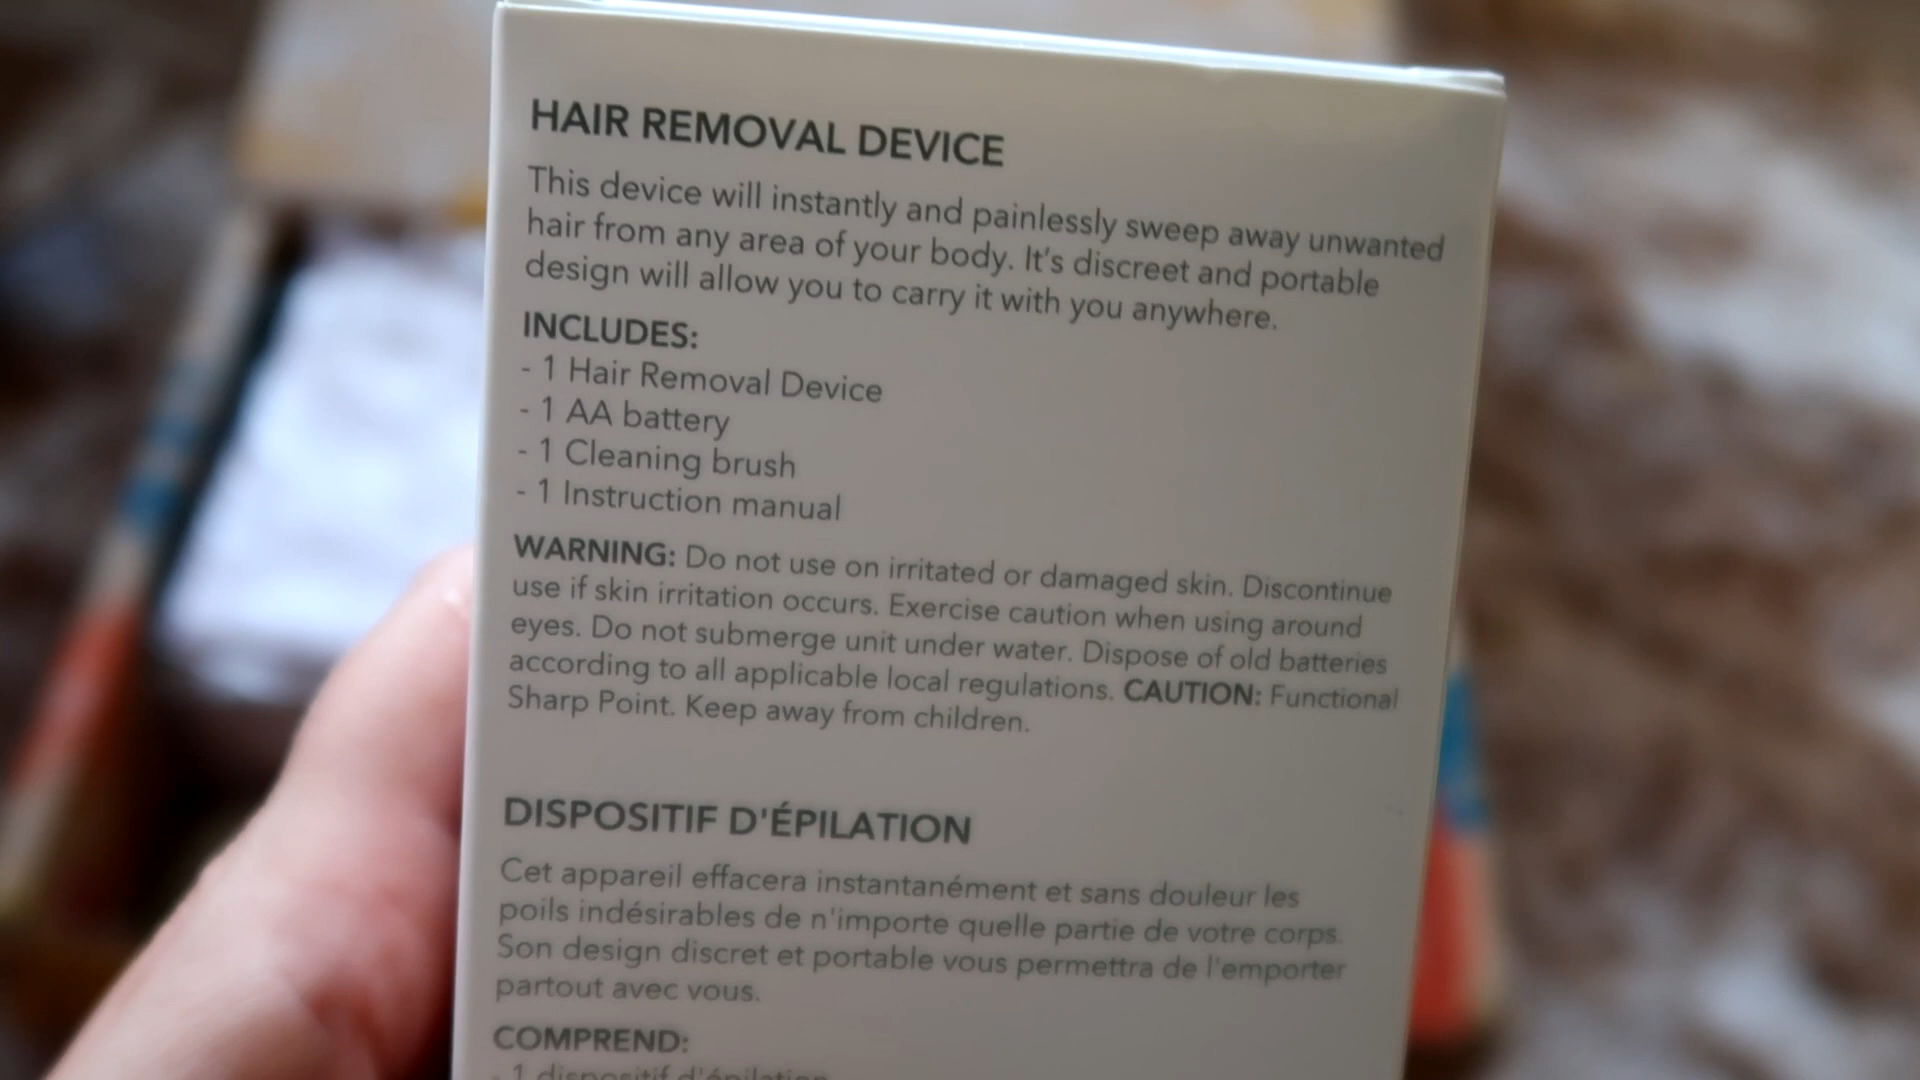 HAIR REMOVAL DEVICE
This device will instantly and painlessly sweep away unwanted
hair from any area of your body. It's discreet and portable
design will allow you to carry it with you anywhere.
INCLUDES:
- 1 Hair Removal Device
- 1 AA battery
- 1 Cleaning brush
- 1 Instruction manual
WARNING: Do not use on irritated or damaged skin. Discontinue
use if skin irritation occurs. Exercise caution when using around
eyes. Do not submerge unit under water. Dispose of old batteries
according to all applicable local regulations. CAUTION: Functional
Sharp Point. Keep away from children.
DISPOSITIF D'ÉPILATION
Cet appareil effacera instantanément et sans douleur les
poils indésirables de n'importe quelle partie de votre corps.
Son design discret et portable vous permettra de l'emporter
partout avec vous.
COMPREND:
- 1 dispositif d'épilation